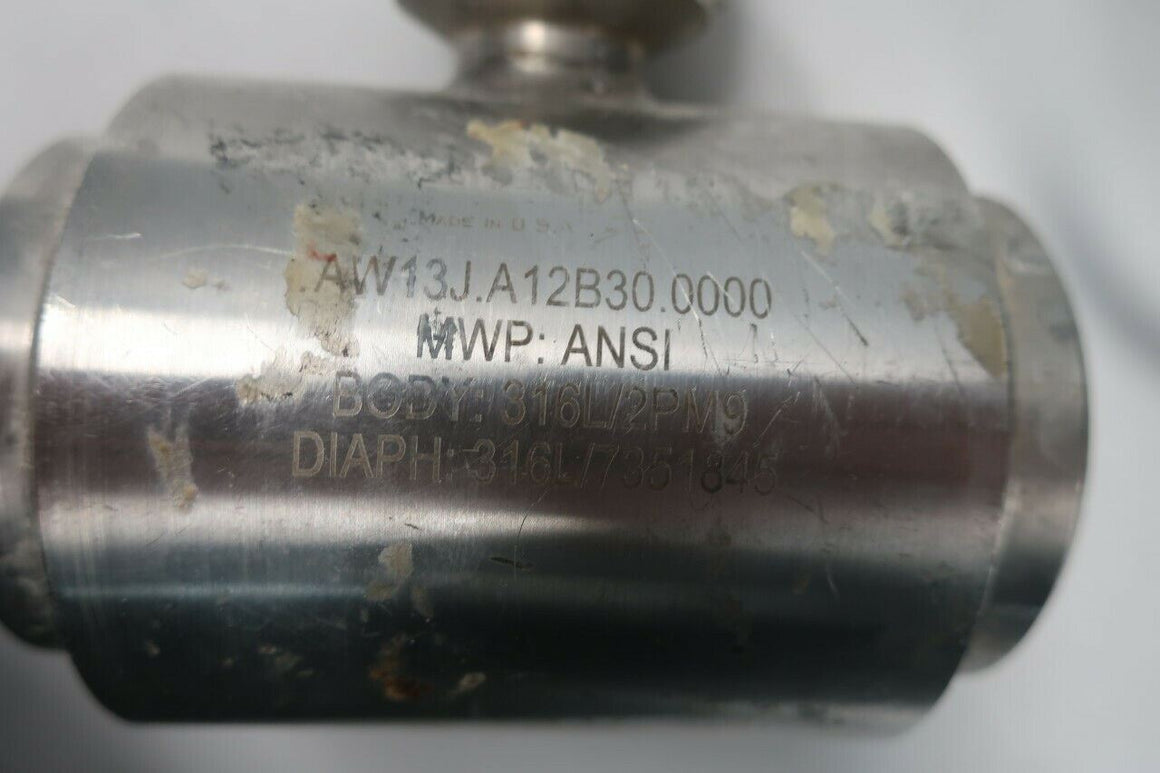 MADE IN U.S.A.
AW13J.A12B30.0000
MWP: ANSI
BODY: 316L/2PM9
DIAPH: 316L/7351845